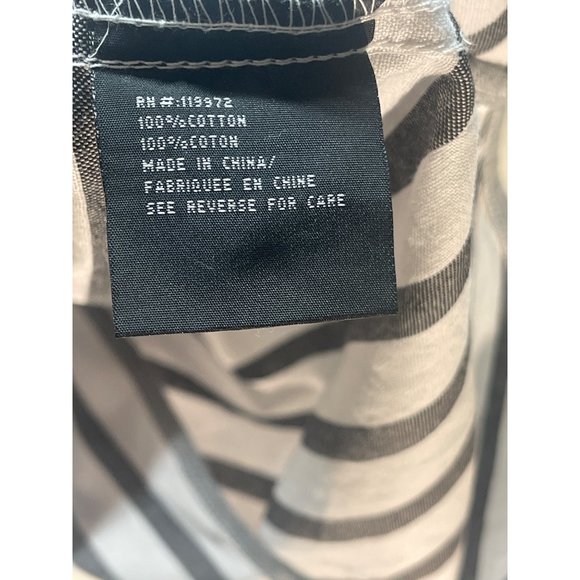 RN#:119972
100%COTTON
100%COTON
MADE IN CHINA/
FABRIQUEE EN CHINE
SEE REVERSE FOR CARE